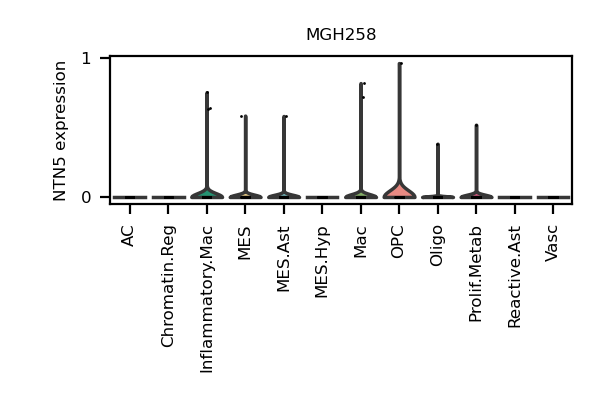 MGH258
NTN5 expression
1
0
AC
Chromatin.Reg
Inflammatory.Mac
MES
MES.Ast
MES.Hyp
Mac
OPC
Oligo
Prolif.Metab
Reactive.Ast
Vasc